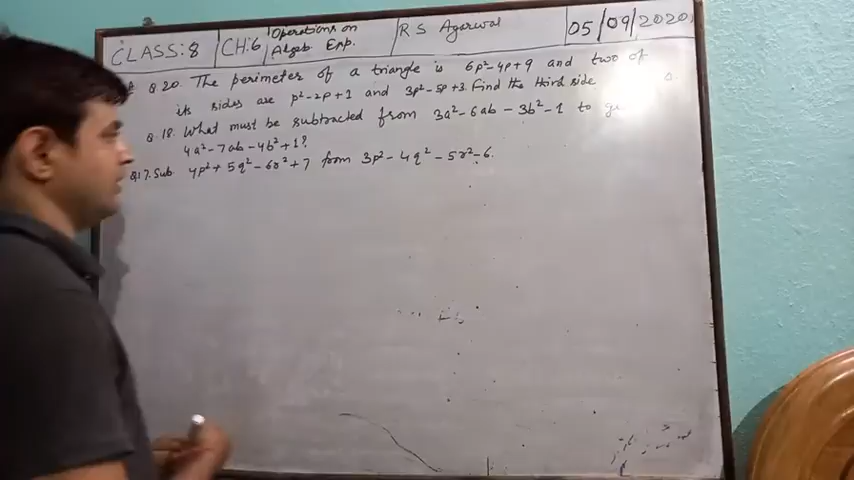 CLASS: 8 CH:6 Operations on Algeb Exp. R S Agarwal 05/09/2020
Q 20. The perimeter of a triangle is 6p²-4p+9 and two of
its sides are p²-2p+1 and 3p²-5p+3. Find the third side
Q.18. What must be subtracted from 3a²-6ab-3b²-1 to
4a²-7ab-4b²+1?
Q17. Sub 4p²+5q²-6r²+7 from 3p²-4q²-5r²-6.